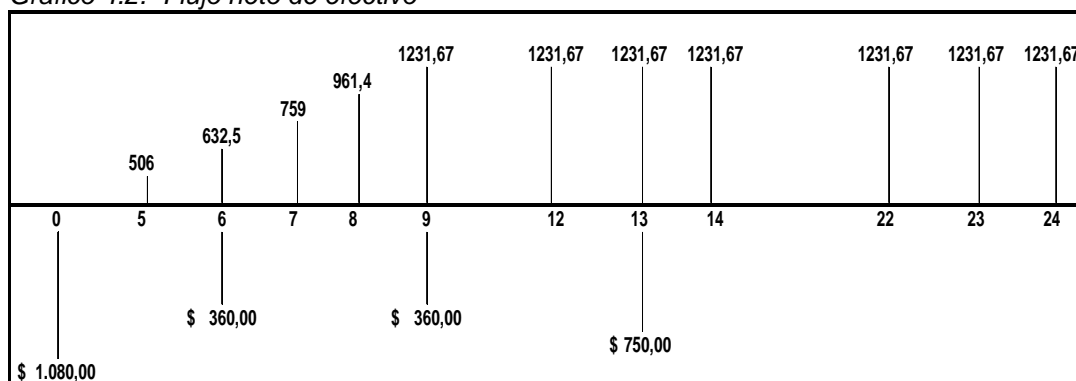 Gráfico 4.2: Flujo neto de efectivo
1231,67 1231,67 1231,67 1231,67 1231,67 1231,67 1231,67
961,4
759
632,5
506
0 5 6 7 8 9 12 13 14 22 23 24
$ 360,00 $ 360,00
$ 750,00
$ 1.080,00